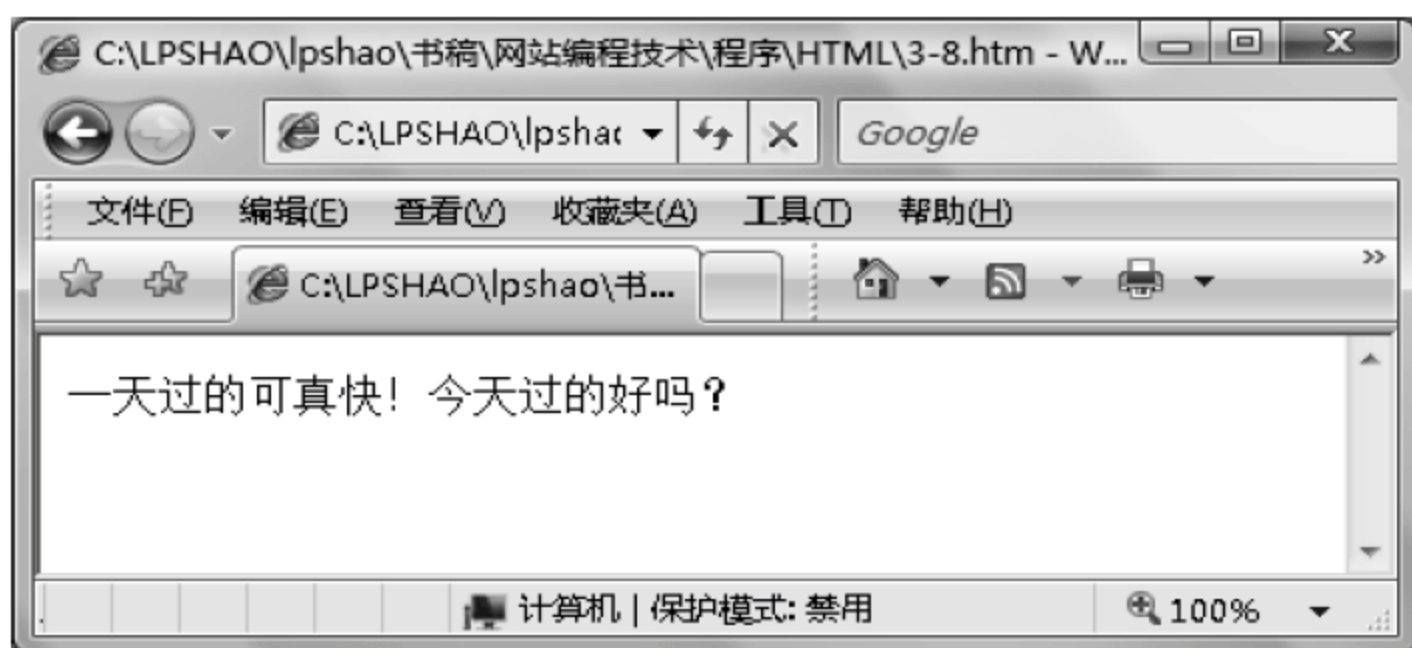 C:\LPSHAO\lpshao\书稿\网站编程技术\程序\HTML\3-8.htm - W...
C:\LPSHAO\lpshac Google
文件(F) 编辑(E) 查看(V) 收藏夹(A) 工具(T) 帮助(H)
C:\LPSHAO\lpshao\书...
一天过的可真快！今天过的好吗？
计算机 | 保护模式: 禁用 100%